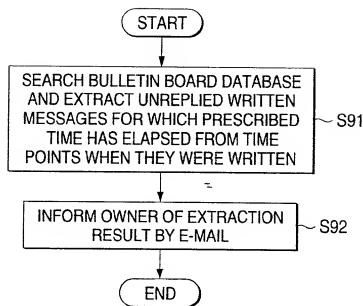 START
SEARCH BULLETIN BOARD DATABASE
AND EXTRACT UNREPLIED WRITTEN
MESSAGES FOR WHICH PRESCRIBED
TIME HAS ELAPSED FROM TIME
POINTS WHEN THEY WERE WRITTEN
S91
INFORM OWNER OF EXTRACTION
RESULT BY E-MAIL
S92
END